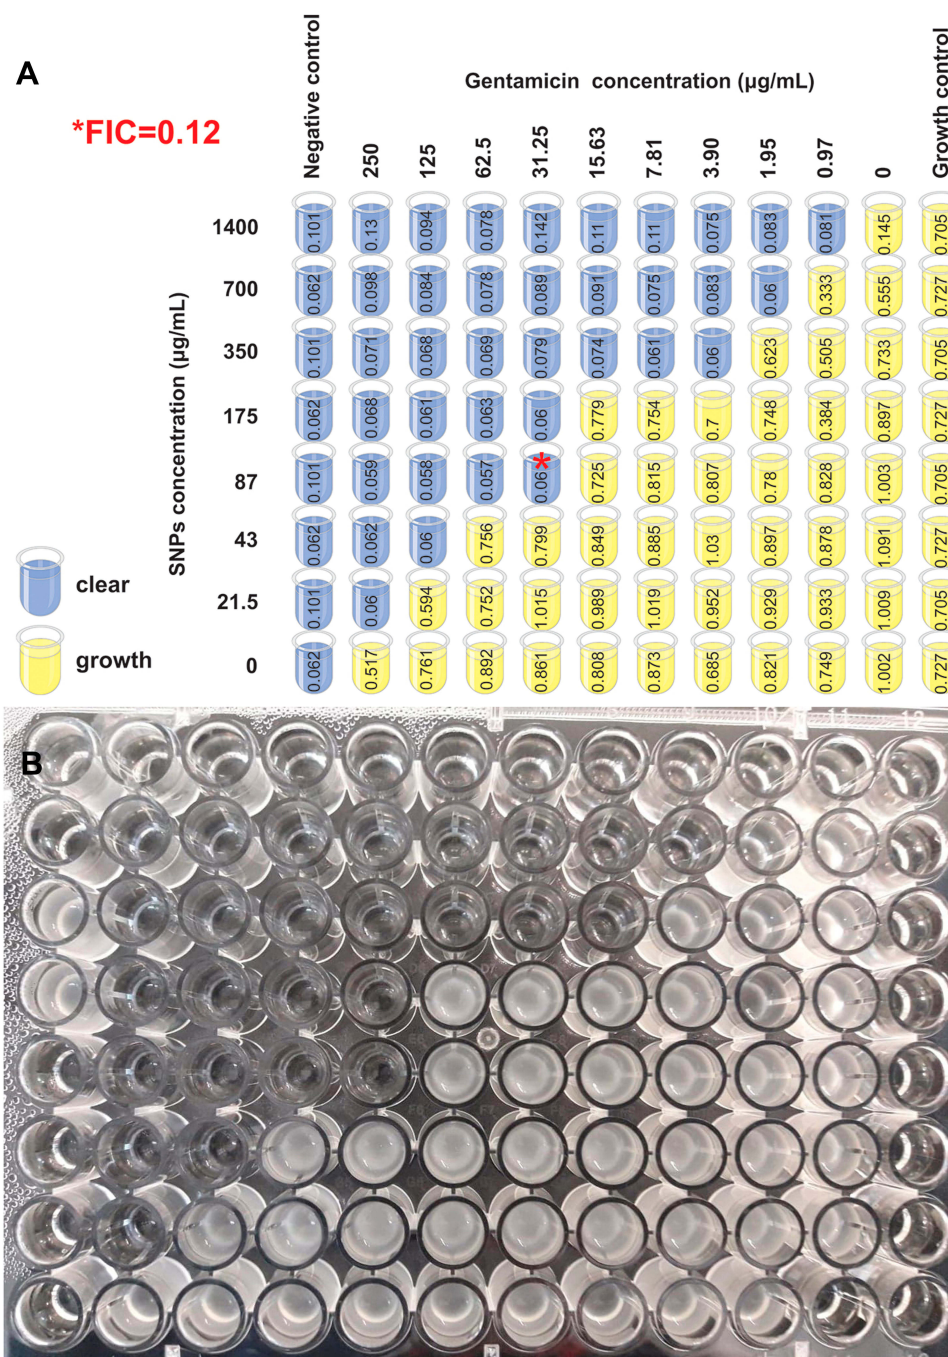 A
*FIC=0.12
Gentamicin concentration (µg/mL)
Negative control 250 125 62.5 31.25 15.63 7.81 3.90 1.95 0.97 0 Growth control
SNPs concentration (µg/mL)
1400 0.101 0.13 0.094 0.078 0.142 0.11 0.11 0.075 0.083 0.081 0.145 0.705
700 0.062 0.098 0.084 0.078 0.089 0.091 0.075 0.083 0.06 0.333 0.555 0.727
350 0.101 0.071 0.068 0.069 0.079 0.074 0.061 0.06 0.623 0.505 0.733 0.705
175 0.062 0.068 0.061 0.063 0.06 0.779 0.754 0.7 0.748 0.384 0.897 0.727
*
87 0.101 0.059 0.058 0.057 0.06 0.725 0.815 0.807 0.78 0.828 1.003 0.705
43 0.062 0.062 0.06 0.756 0.799 0.849 0.885 1.03 0.897 0.878 1.091 0.727
21.5 0.101 0.06 0.594 0.752 1.015 0.989 1.019 0.952 0.929 0.933 1.009 0.705
0 0.062 0.517 0.761 0.892 0.861 0.808 0.873 0.685 0.821 0.749 1.002 0.727
clear
growth
B
10 11 12